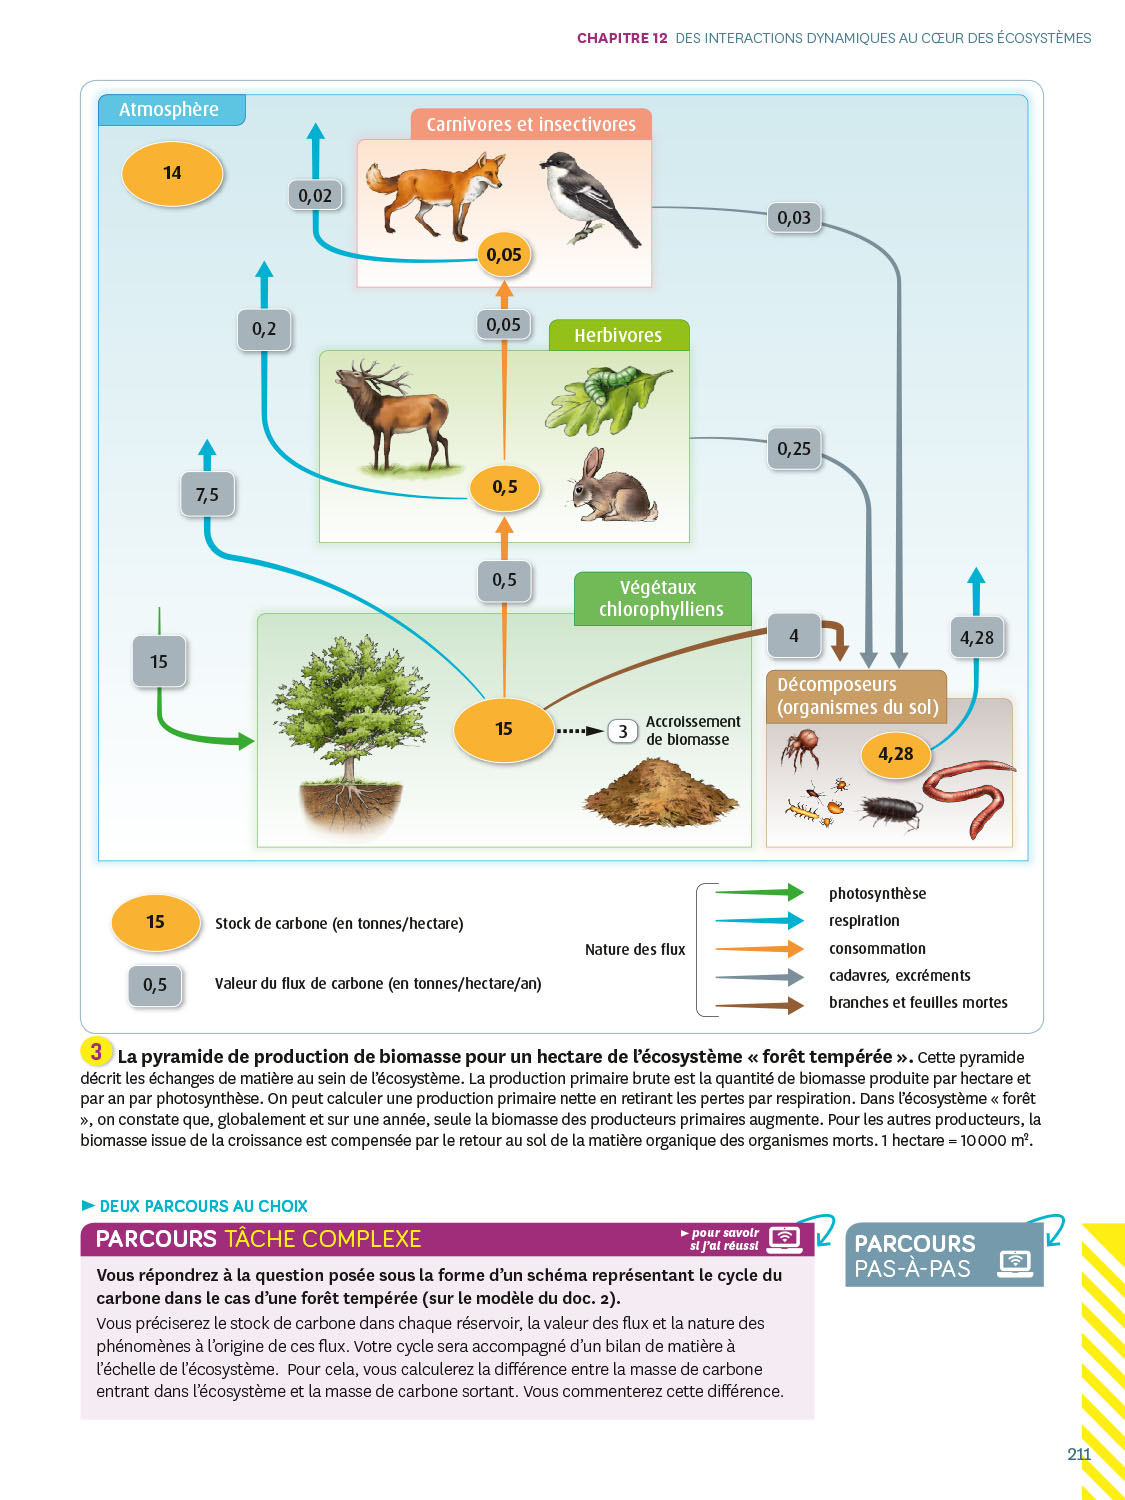 CHAPITRE 12 DES INTERACTIONS DYNAMIQUES AU CŒUR DES ÉCOSYSTÈMES
Atmosphère
14
Carnivores et insectivores
0,02
0,03
0,05
0,05
0,2
Herbivores
0,25
0,5
7,5
0,5
Végétaux
chlorophylliens
15
4
4,28
Décomposeurs
(organismes du sol)
15
3
Accroissement
de biomasse
4,28
15
Stock de carbone (en tonnes/hectare)
0,5
Valeur du flux de carbone (en tonnes/hectare/an)
Nature des flux
photosynthèse
respiration
consommation
cadavres, excréments
branches et feuilles mortes
3 La pyramide de production de biomasse pour un hectare de l'écosystème « forêt tempérée ». Cette pyramide
décrit les échanges de matière au sein de l'écosystème. La production primaire brute est la quantité de biomasse produite par hectare et
par an par photosynthèse. On peut calculer une production primaire nette en retirant les pertes par respiration. Dans l'écosystème « forêt
», on constate que, globalement et sur une année, seule la biomasse des producteurs primaires augmente. Pour les autres producteurs, la
biomasse issue de la croissance est compensée par le retour au sol de la matière organique des organismes morts. 1 hectare = 10 000 m².
► DEUX PARCOURS AU CHOIX
PARCOURS TÂCHE COMPLEXE
► pour savoir
si j'ai réussi
Vous répondrez à la question posée sous la forme d'un schéma représentant le cycle du
carbone dans le cas d'une forêt tempérée (sur le modèle du doc. 2).
Vous préciserez le stock de carbone dans chaque réservoir, la valeur des flux et la nature des
phénomènes à l'origine de ces flux. Votre cycle sera accompagné d'un bilan de matière à
l'échelle de l'écosystème. Pour cela, vous calculerez la différence entre la masse de carbone
entrant dans l'écosystème et la masse de carbone sortant. Vous commenterez cette différence.
PARCOURS
PAS-À-PAS
211